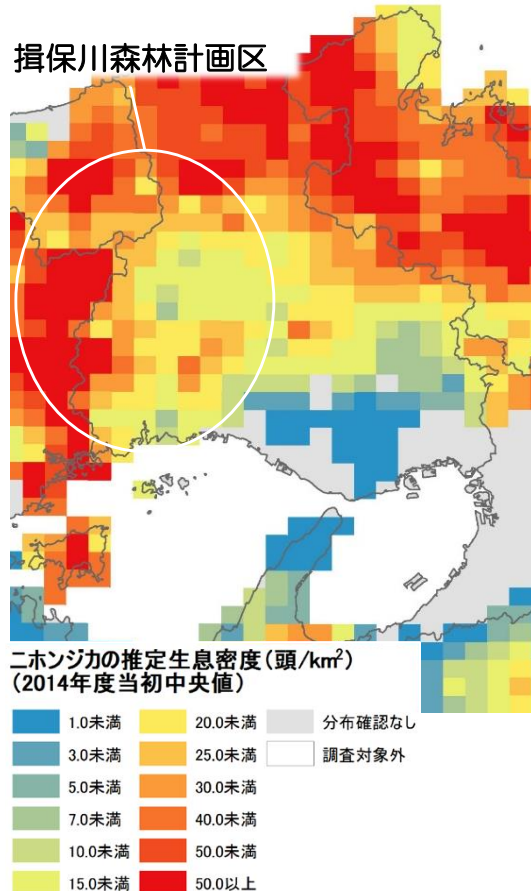 揖保川森林計画区
ニホンジカの推定生息密度(頭/km²)
(2014年度当初中央値)
1.0未満
20.0未満
分布確認なし
3.0未満
25.0未満
調査対象外
5.0未満
30.0未満
7.0未満
40.0未満
10.0未満
50.0未満
15.0未満
50.0以上